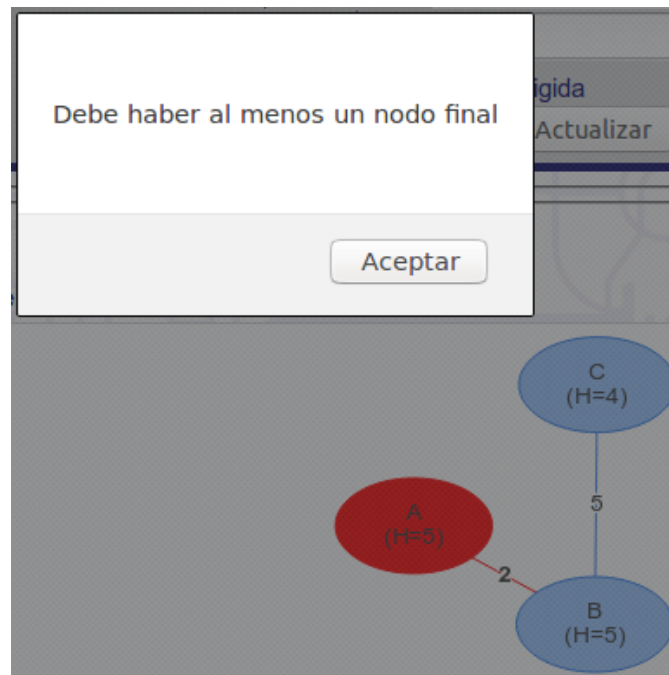 Debe haber al menos un nodo final
Aceptar
igida
Actualizar
C
(H=4)
5
A
(H=5)
2
B
(H=5)